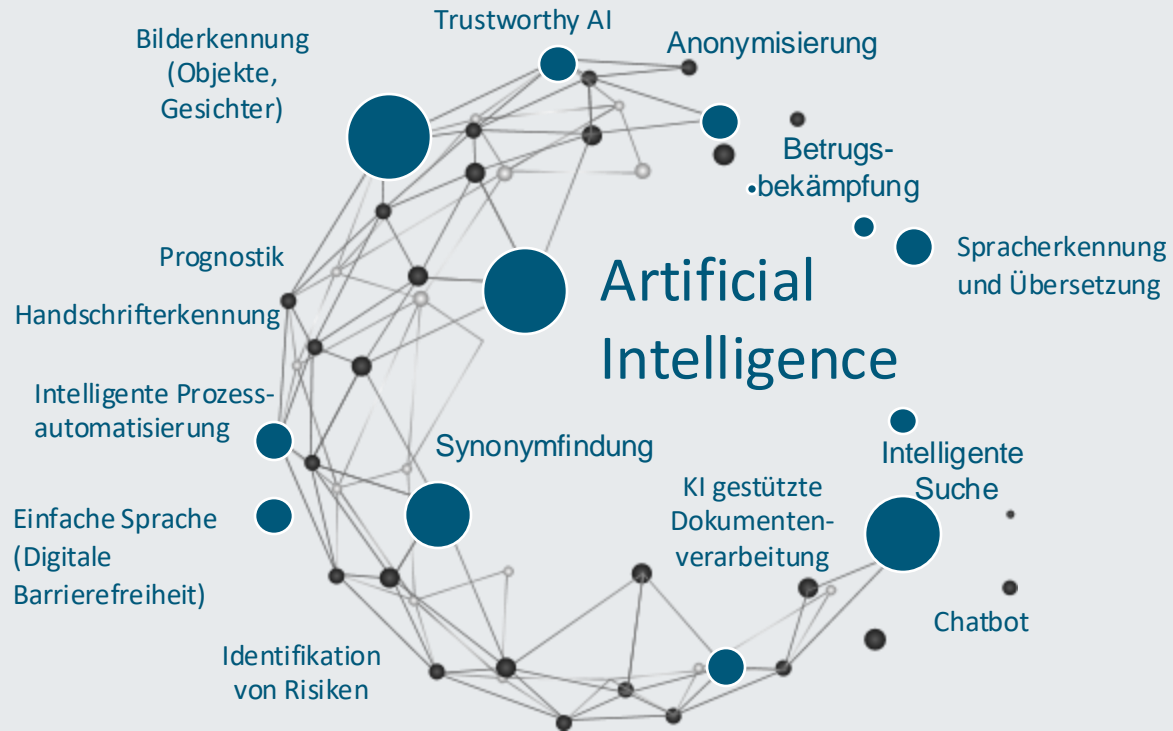 Trustworthy AI
Bilderkennung
(Objekte,
Gesichter)
Anonymisierung
Betrugs-
bekämpfung
Spracherkennung
und Übersetzung
Prognostik
Handschrifterkennung
Artificial
Intelligence
Intelligente Prozess-
automatisierung
Synonymfindung
Intelligente
Suche
KI gestützte
Dokumenten-
verarbeitung
Einfache Sprache
(Digitale
Barrierefreiheit)
Chatbot
Identifikation
von Risiken